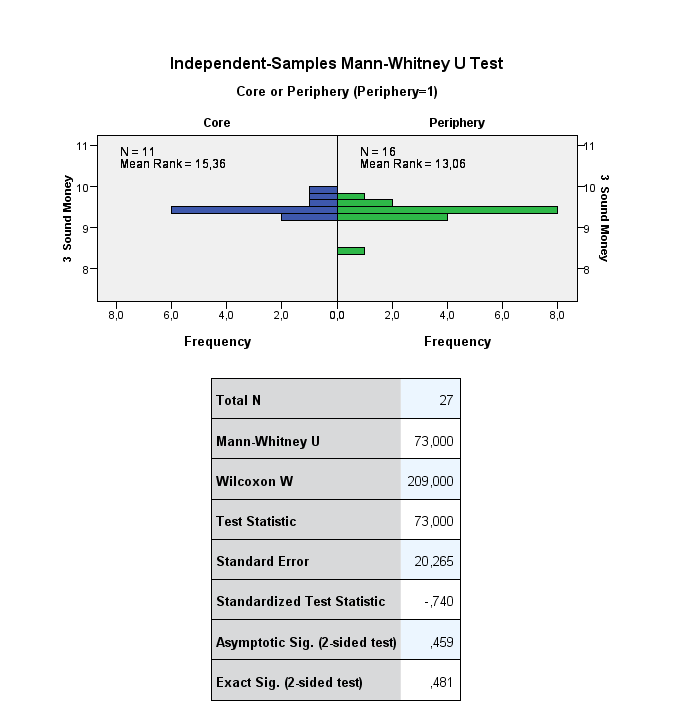 Independent-Samples Mann-Whitney U Test
Core or Periphery (Periphery=1)
Core Periphery
N = 11
Mean Rank = 15,36
N = 16
Mean Rank = 13,06
3 Sound Money
11
10
9
8
11
10
9
8
3 Sound Money
8,0 6,0 4,0 2,0 0,0 2,0 4,0 6,0 8,0
Frequency Frequency
Total N 27
Mann-Whitney U 73,000
Wilcoxon W 209,000
Test Statistic 73,000
Standard Error 20,265
Standardized Test Statistic -,740
Asymptotic Sig. (2-sided test) ,459
Exact Sig. (2-sided test) ,481